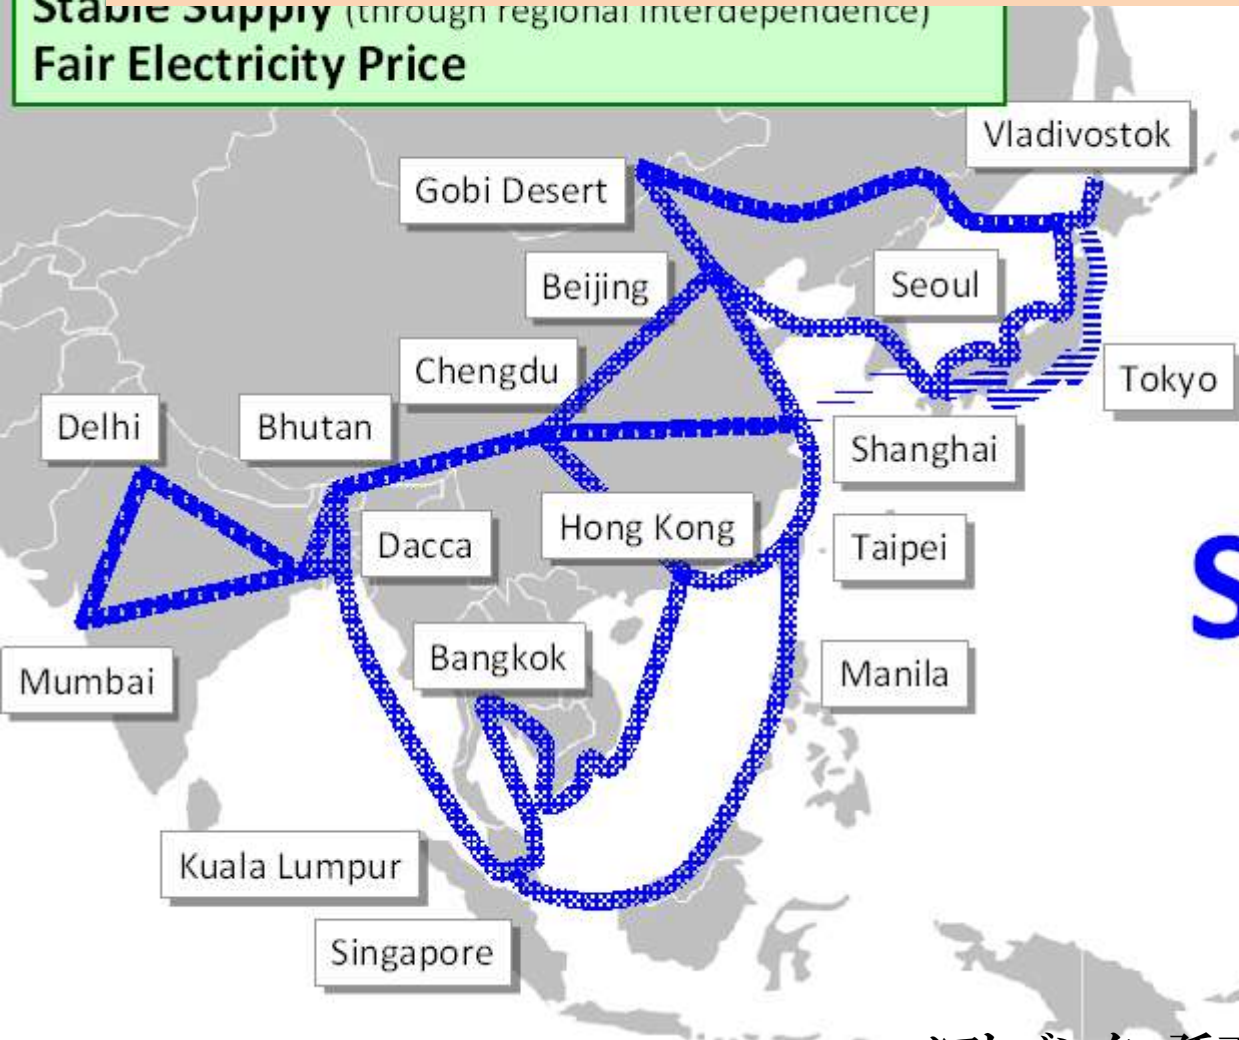 Stable Supply (through regional interdependence)
Fair Electricity Price
Vladivostok
Gobi Desert
Beijing
Seoul
Chengdu
Tokyo
Delhi
Bhutan
Shanghai
Hong Kong
Dacca
Taipei
Bangkok
Manila
Mumbai
Kuala Lumpur
Singapore
S